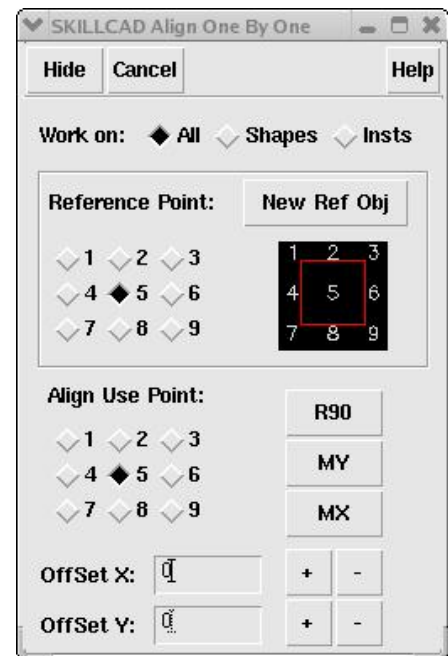 SKILLCAD Align One By One
Hide Cancel Help
Work on: All Shapes Insts
Reference Point: New Ref Obj
1 2 3
4 5 6
7 8 9
1 2 3
4 5 6
7 8 9
Align Use Point:
1 2 3
4 5 6
7 8 9
R90
MY
MX
OffSet X: 0 + -
OffSet Y: 0 + -